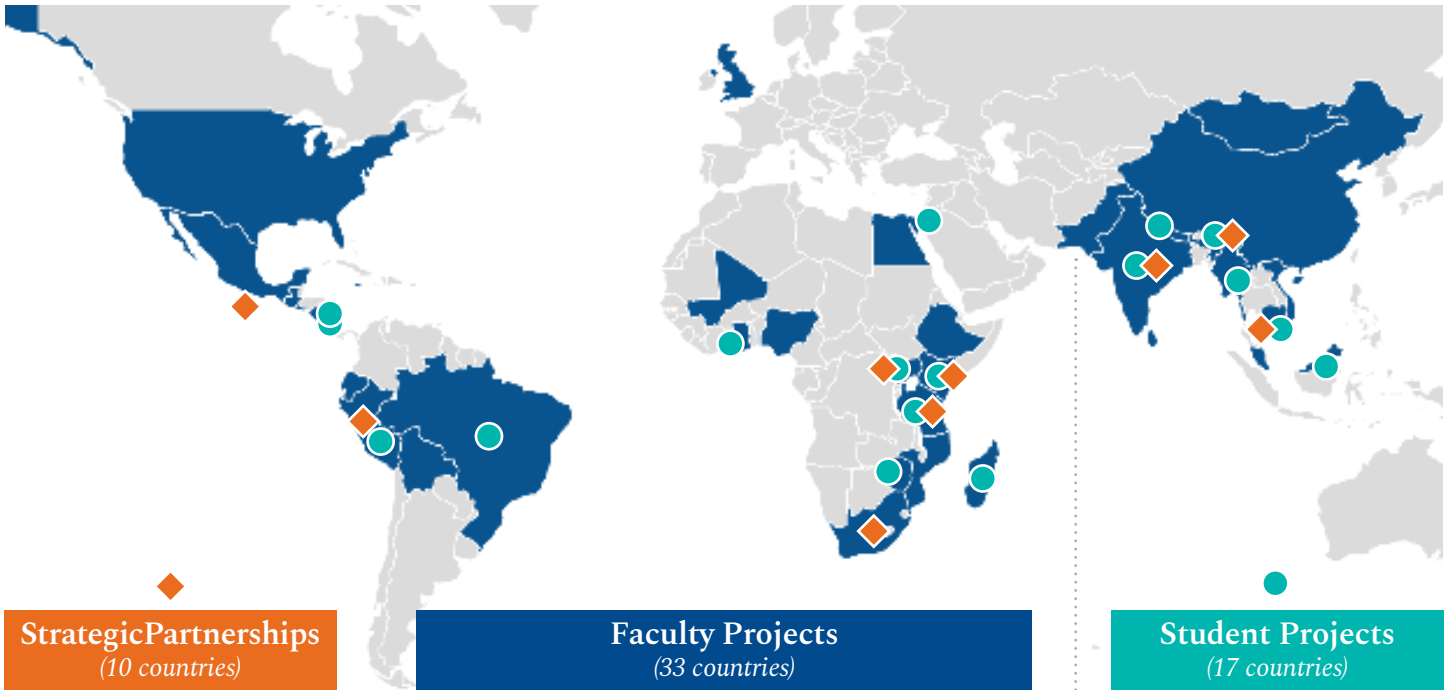 StrategicPartnerships
(10 countries)
Faculty Projects
(33 countries)
Student Projects
(17 countries)